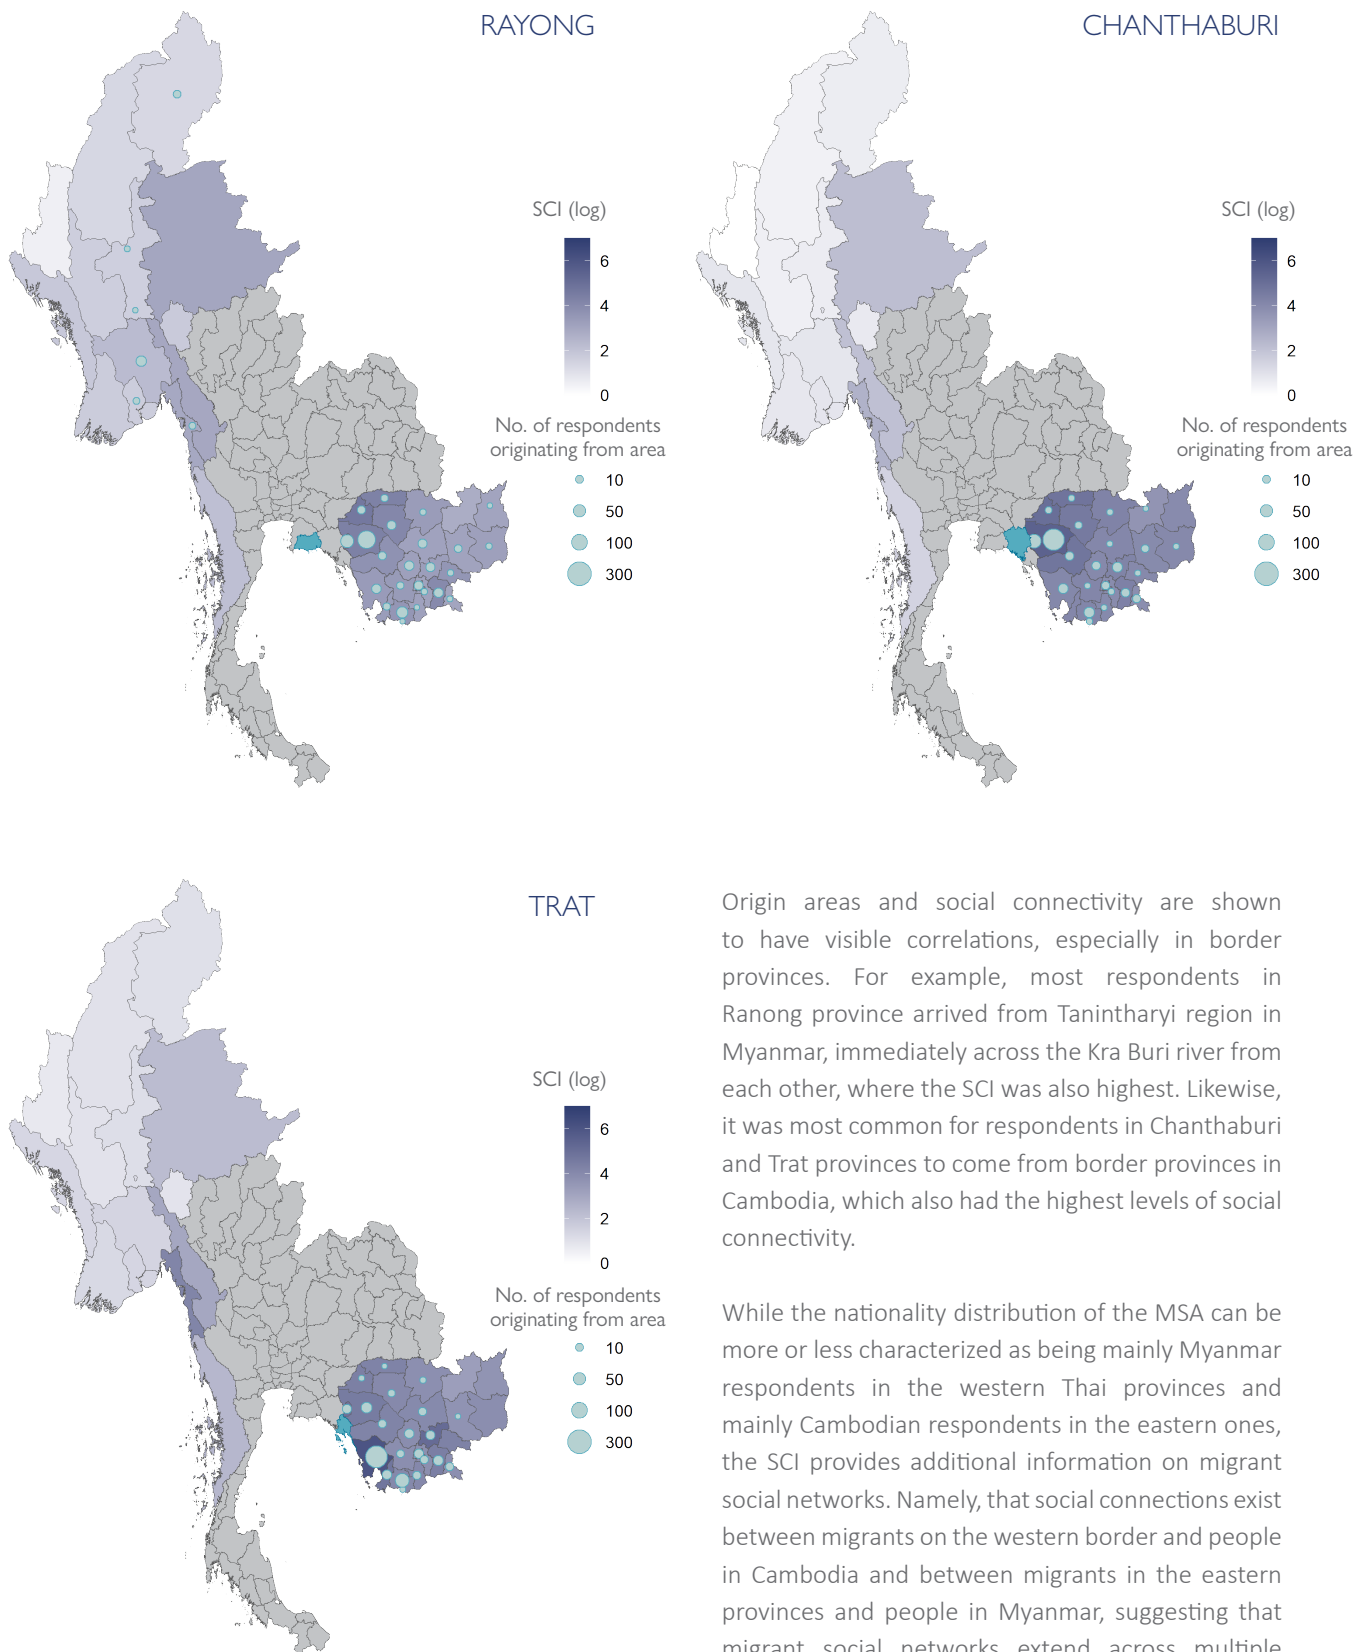 RAYONG
SCI (log)
6
4
2
0
No. of respondents
originating from area
10
50
100
300
CHANTHABURI
SCI (log)
6
4
2
0
No. of respondents
originating from area
10
50
100
300
TRAT
SCI (log)
6
4
2
0
No. of respondents
originating from area
10
50
100
300
Origin areas and social connectivity are shown
to have visible correlations, especially in border
provinces. For example, most respondents in
Ranong province arrived from Tanintharyi region in
Myanmar, immediately across the Kra Buri river from
each other, where the SCI was also highest. Likewise,
it was most common for respondents in Chanthaburi
and Trat provinces to come from border provinces in
Cambodia, which also had the highest levels of social
connectivity.
While the nationality distribution of the MSA can be
more or less characterized as being mainly Myanmar
respondents in the western Thai provinces and
mainly Cambodian respondents in the eastern ones,
the SCI provides additional information on migrant
social networks. Namely, that social connections exist
between migrants on the western border and people
in Cambodia and between migrants in the eastern
provinces and people in Myanmar, suggesting that
migrant social networks extend across multiple